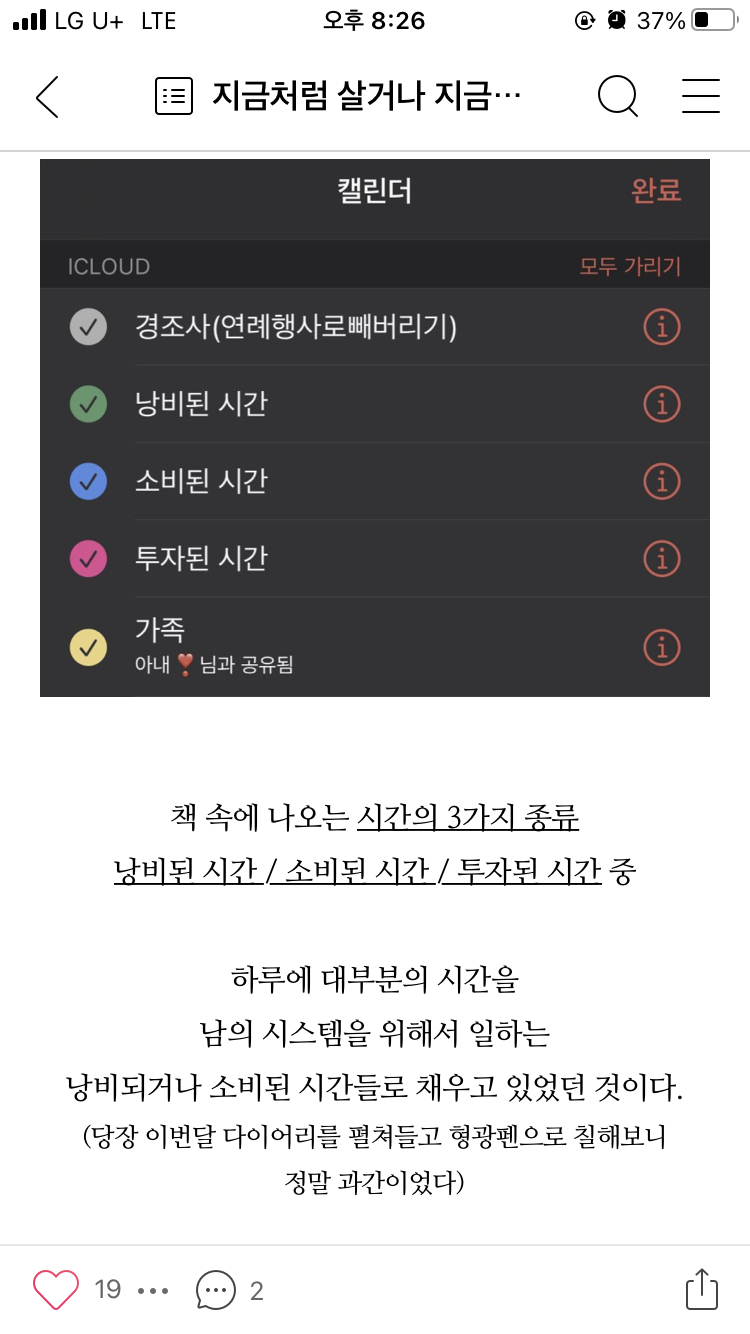 LG U+ LTE 오후 8:26 37%
지금처럼 살거나 지금…
캘린더 완료
ICLOUD 모두 가리기
경조사(연례행사로빼버리기)
낭비된 시간
소비된 시간
투자된 시간
가족
아내❣️님과 공유됨
책 속에 나오는 시간의 3가지 종류
낭비된 시간 / 소비된 시간 / 투자된 시간 중
하루에 대부분의 시간을
남의 시스템을 위해서 일하는
낭비되거나 소비된 시간들로 채우고 있었던 것이다.
(당장 이번달 다이어리를 펼쳐들고 형광펜으로 칠해보니
정말 과간이었다)
19 2